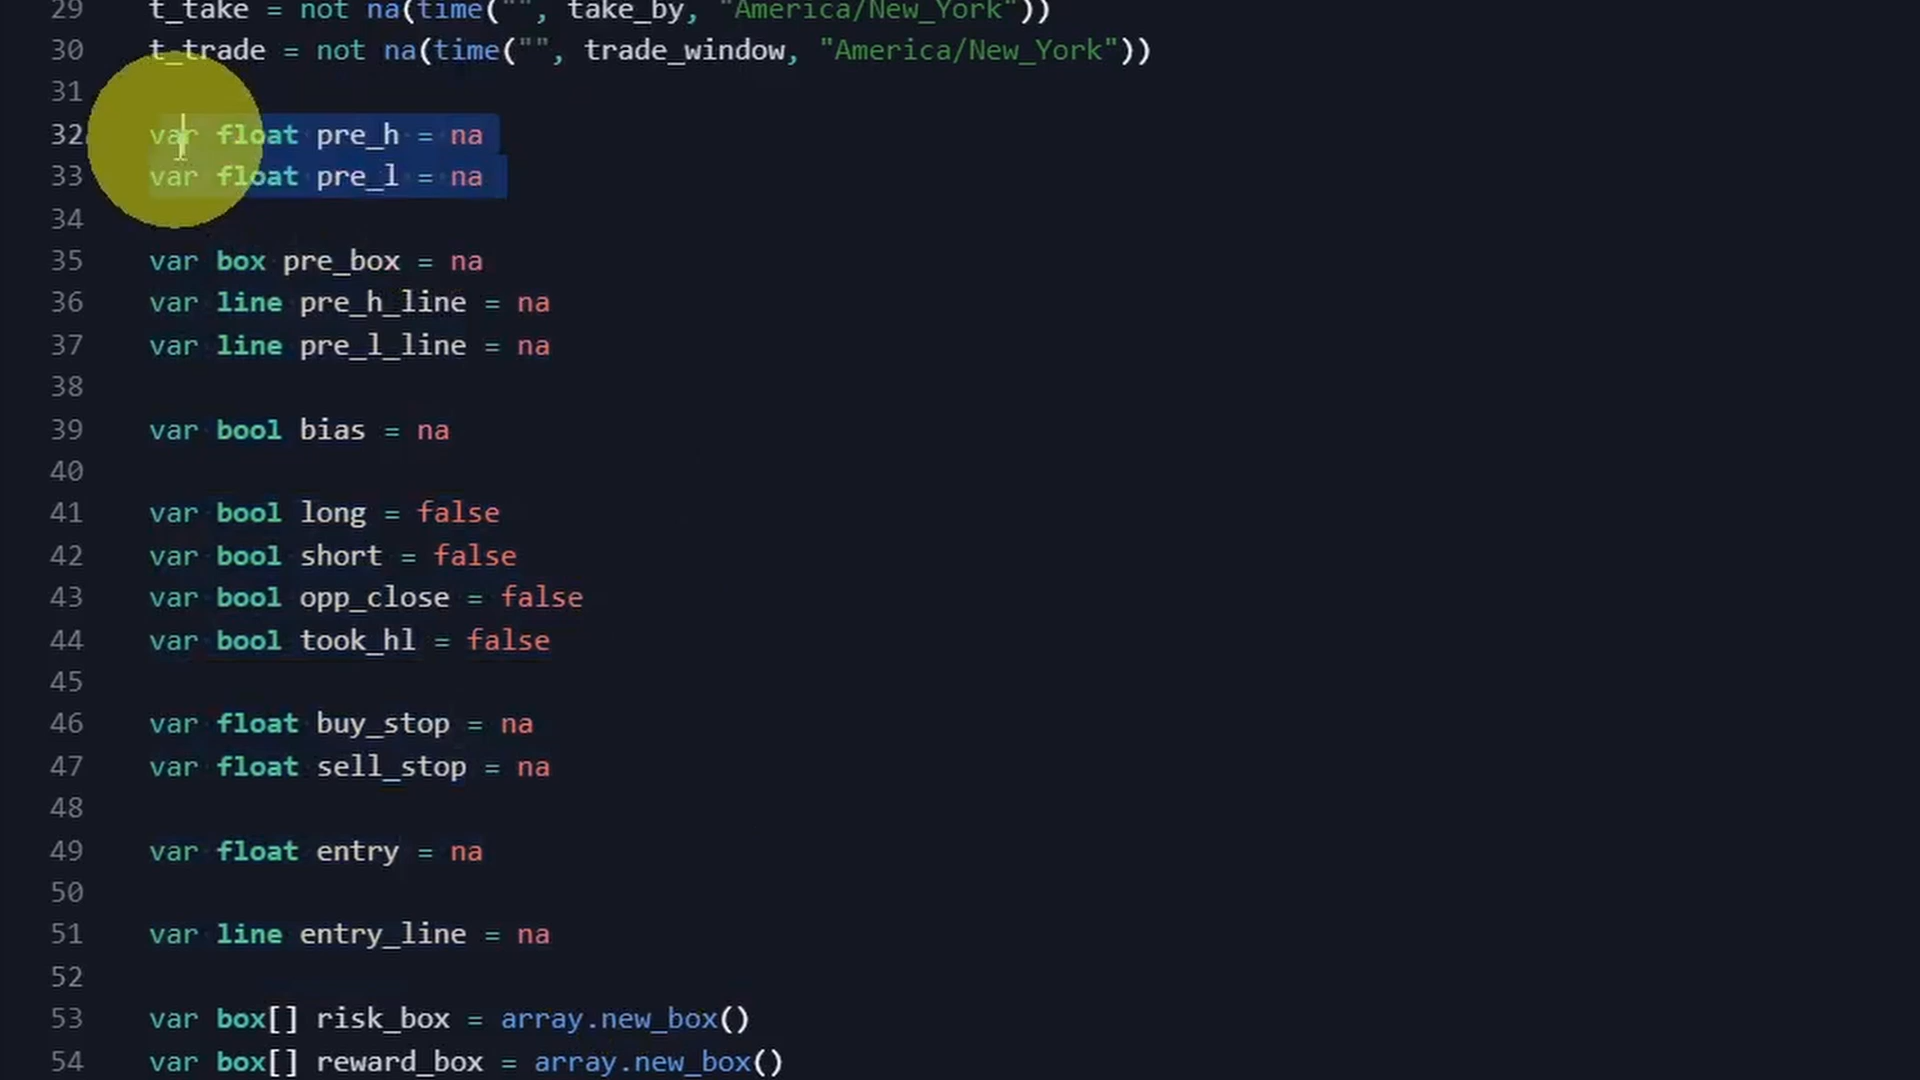 29 t_take = not na(time("", take_by, "America/New_York"))
30 t_trade = not na(time("", trade_window, "America/New_York"))
31
32 var float pre_h = na
33 var float pre_l = na
34
35 var box pre_box = na
36 var line pre_h_line = na
37 var line pre_l_line = na
38
39 var bool bias = na
40
41 var bool long = false
42 var bool short = false
43 var bool opp_close = false
44 var bool took_hl = false
45
46 var float buy_stop = na
47 var float sell_stop = na
48
49 var float entry = na
50
51 var line entry_line = na
52
53 var box[] risk_box = array.new_box()
54 var box[] reward_box = array.new_box()